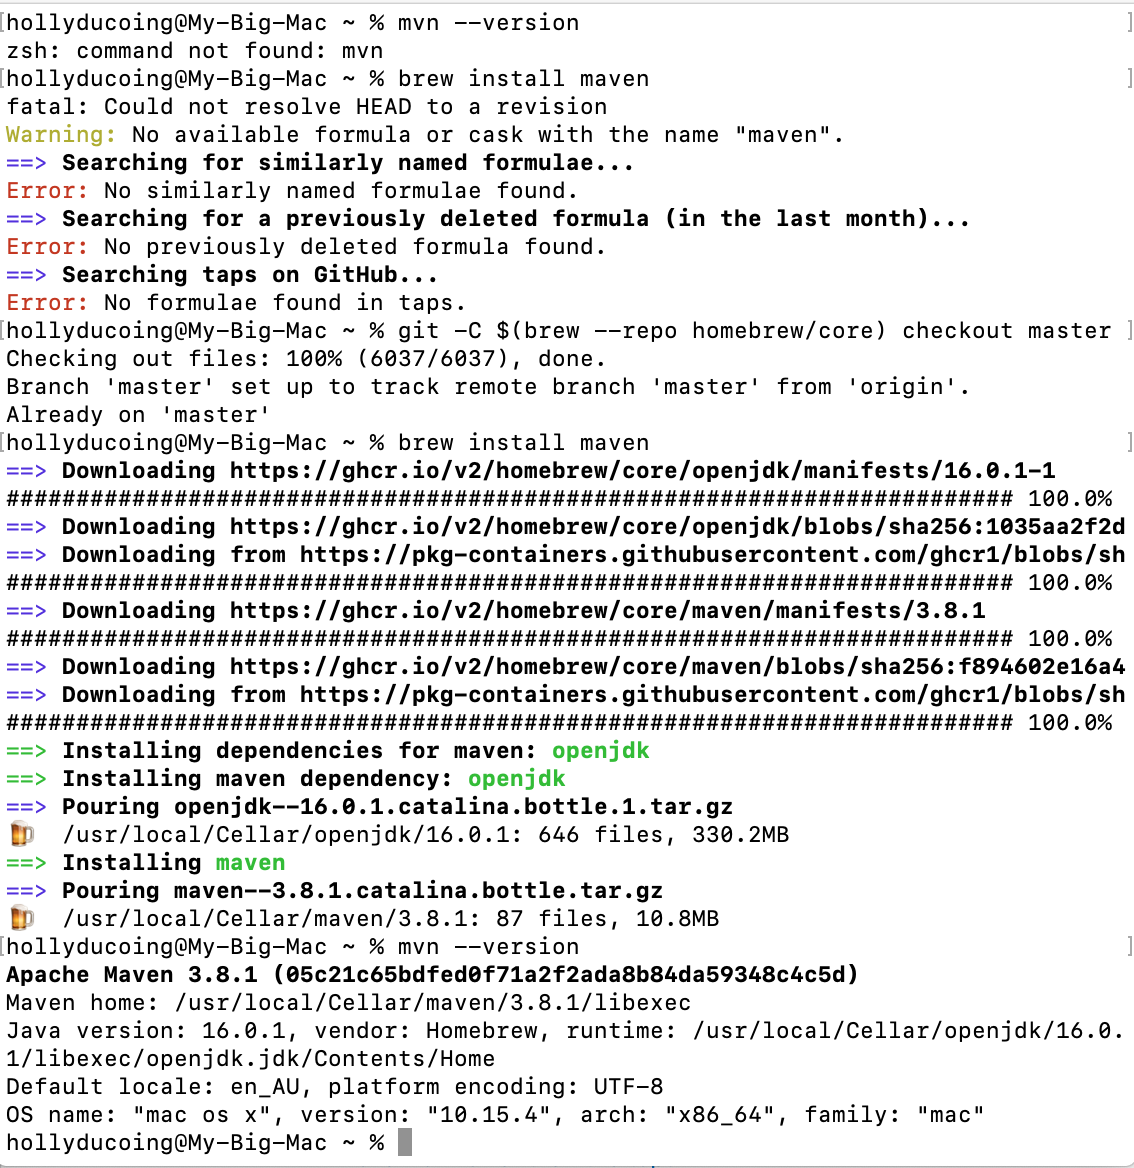 [hollyducoing@My-Big-Mac ~ % mvn --version ]
zsh: command not found: mvn
[hollyducoing@My-Big-Mac ~ % brew install maven ]
fatal: Could not resolve HEAD to a revision
Warning: No available formula or cask with the name "maven".
==> Searching for similarly named formulae...
Error: No similarly named formulae found.
==> Searching for a previously deleted formula (in the last month)...
Error: No previously deleted formula found.
==> Searching taps on GitHub...
Error: No formulae found in taps.
[hollyducoing@My-Big-Mac ~ % git -C $(brew --repo homebrew/core) checkout master ]
Checking out files: 100% (6037/6037), done.
Branch 'master' set up to track remote branch 'master' from 'origin'.
Already on 'master'
[hollyducoing@My-Big-Mac ~ % brew install maven ]
==> Downloading https://ghcr.io/v2/homebrew/core/openjdk/manifests/16.0.1-1
######################################################################## 100.0%
==> Downloading https://ghcr.io/v2/homebrew/core/openjdk/blobs/sha256:1035aa2f2d
==> Downloading from https://pkg-containers.githubusercontent.com/ghcr1/blobs/sh
######################################################################## 100.0%
==> Downloading https://ghcr.io/v2/homebrew/core/maven/manifests/3.8.1
######################################################################## 100.0%
==> Downloading https://ghcr.io/v2/homebrew/core/maven/blobs/sha256:f894602e16a4
==> Downloading from https://pkg-containers.githubusercontent.com/ghcr1/blobs/sh
######################################################################## 100.0%
==> Installing dependencies for maven: openjdk
==> Installing maven dependency: openjdk
==> Pouring openjdk--16.0.1.catalina.bottle.1.tar.gz
🍺  /usr/local/Cellar/openjdk/16.0.1: 646 files, 330.2MB
==> Installing maven
==> Pouring maven--3.8.1.catalina.bottle.tar.gz
🍺  /usr/local/Cellar/maven/3.8.1: 87 files, 10.8MB
[hollyducoing@My-Big-Mac ~ % mvn --version ]
Apache Maven 3.8.1 (05c21c65bdfed0f71a2f2ada8b84da59348c4c5d)
Maven home: /usr/local/Cellar/maven/3.8.1/libexec
Java version: 16.0.1, vendor: Homebrew, runtime: /usr/local/Cellar/openjdk/16.0.
1/libexec/openjdk.jdk/Contents/Home
Default locale: en_AU, platform encoding: UTF-8
OS name: "mac os x", version: "10.15.4", arch: "x86_64", family: "mac"
hollyducoing@My-Big-Mac ~ %